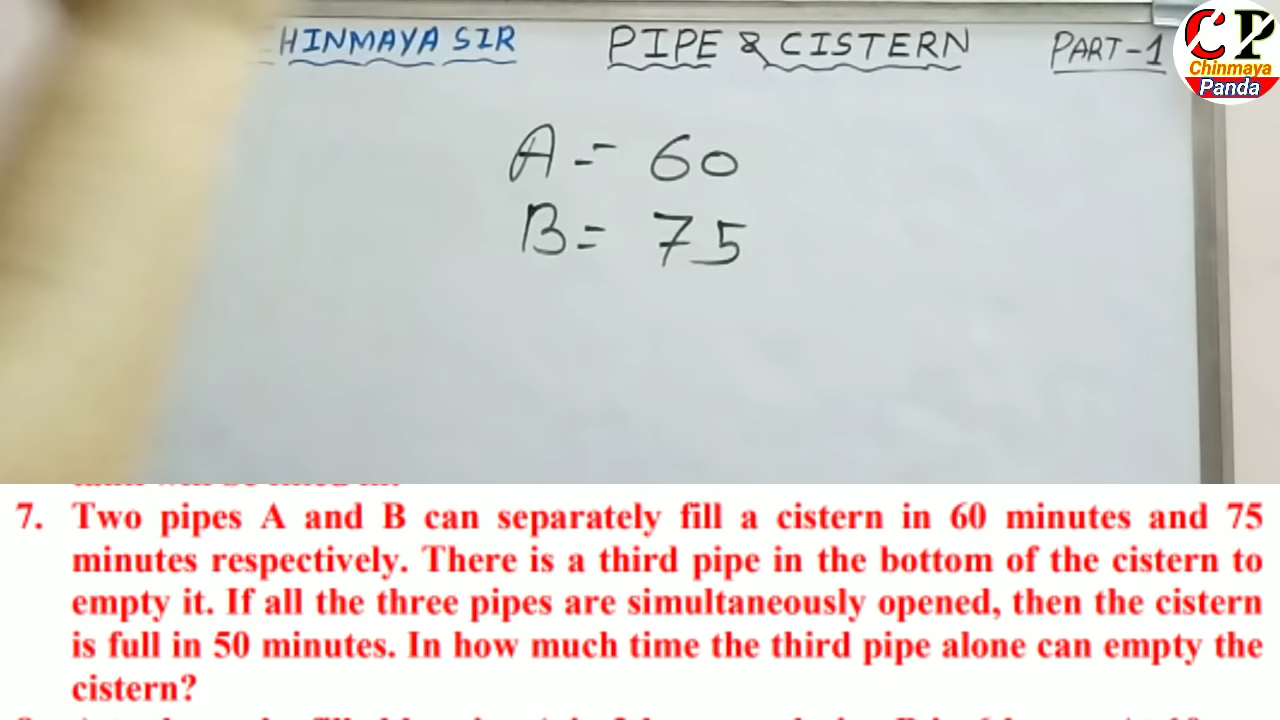 HINMAYA SIR PIPE & CISTERN PART-1
CP
Chinmaya
Panda
A = 60
B = 75
7. Two pipes A and B can separately fill a cistern in 60 minutes and 75
minutes respectively. There is a third pipe in the bottom of the cistern to
empty it. If all the three pipes are simultaneously opened, then the cistern
is full in 50 minutes. In how much time the third pipe alone can empty the
cistern?